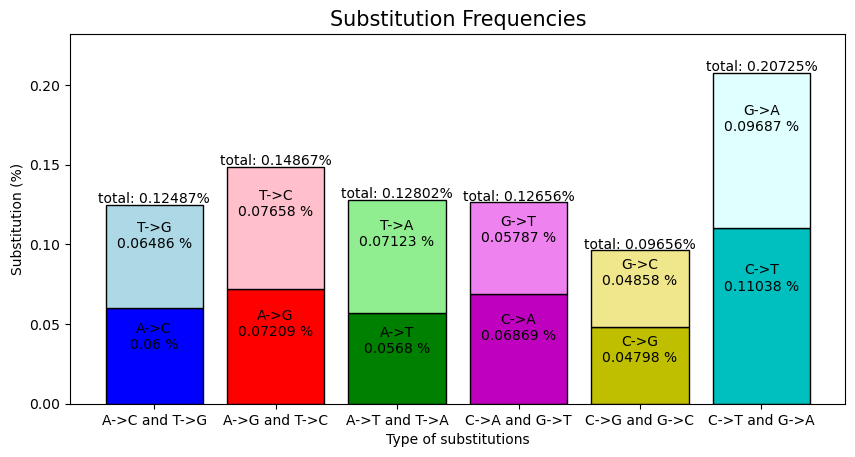 Substitution Frequencies
Substitution (%)
0.20
0.15
0.10
0.05
0.00
total: 0.12487%
T->G
0.06486 %
A->C
0.06 %
total: 0.14867%
T->C
0.07658 %
A->G
0.07209 %
total: 0.12802%
T->A
0.07123 %
A->T
0.0568 %
total: 0.12656%
G->T
0.05787 %
C->A
0.06869 %
total: 0.09656%
G->C
0.04858 %
C->G
0.04798 %
total: 0.20725%
G->A
0.09687 %
C->T
0.11038 %
A->C and T->G
A->G and T->C
A->T and T->A
C->A and G->T
C->G and G->C
C->T and G->A
Type of substitutions